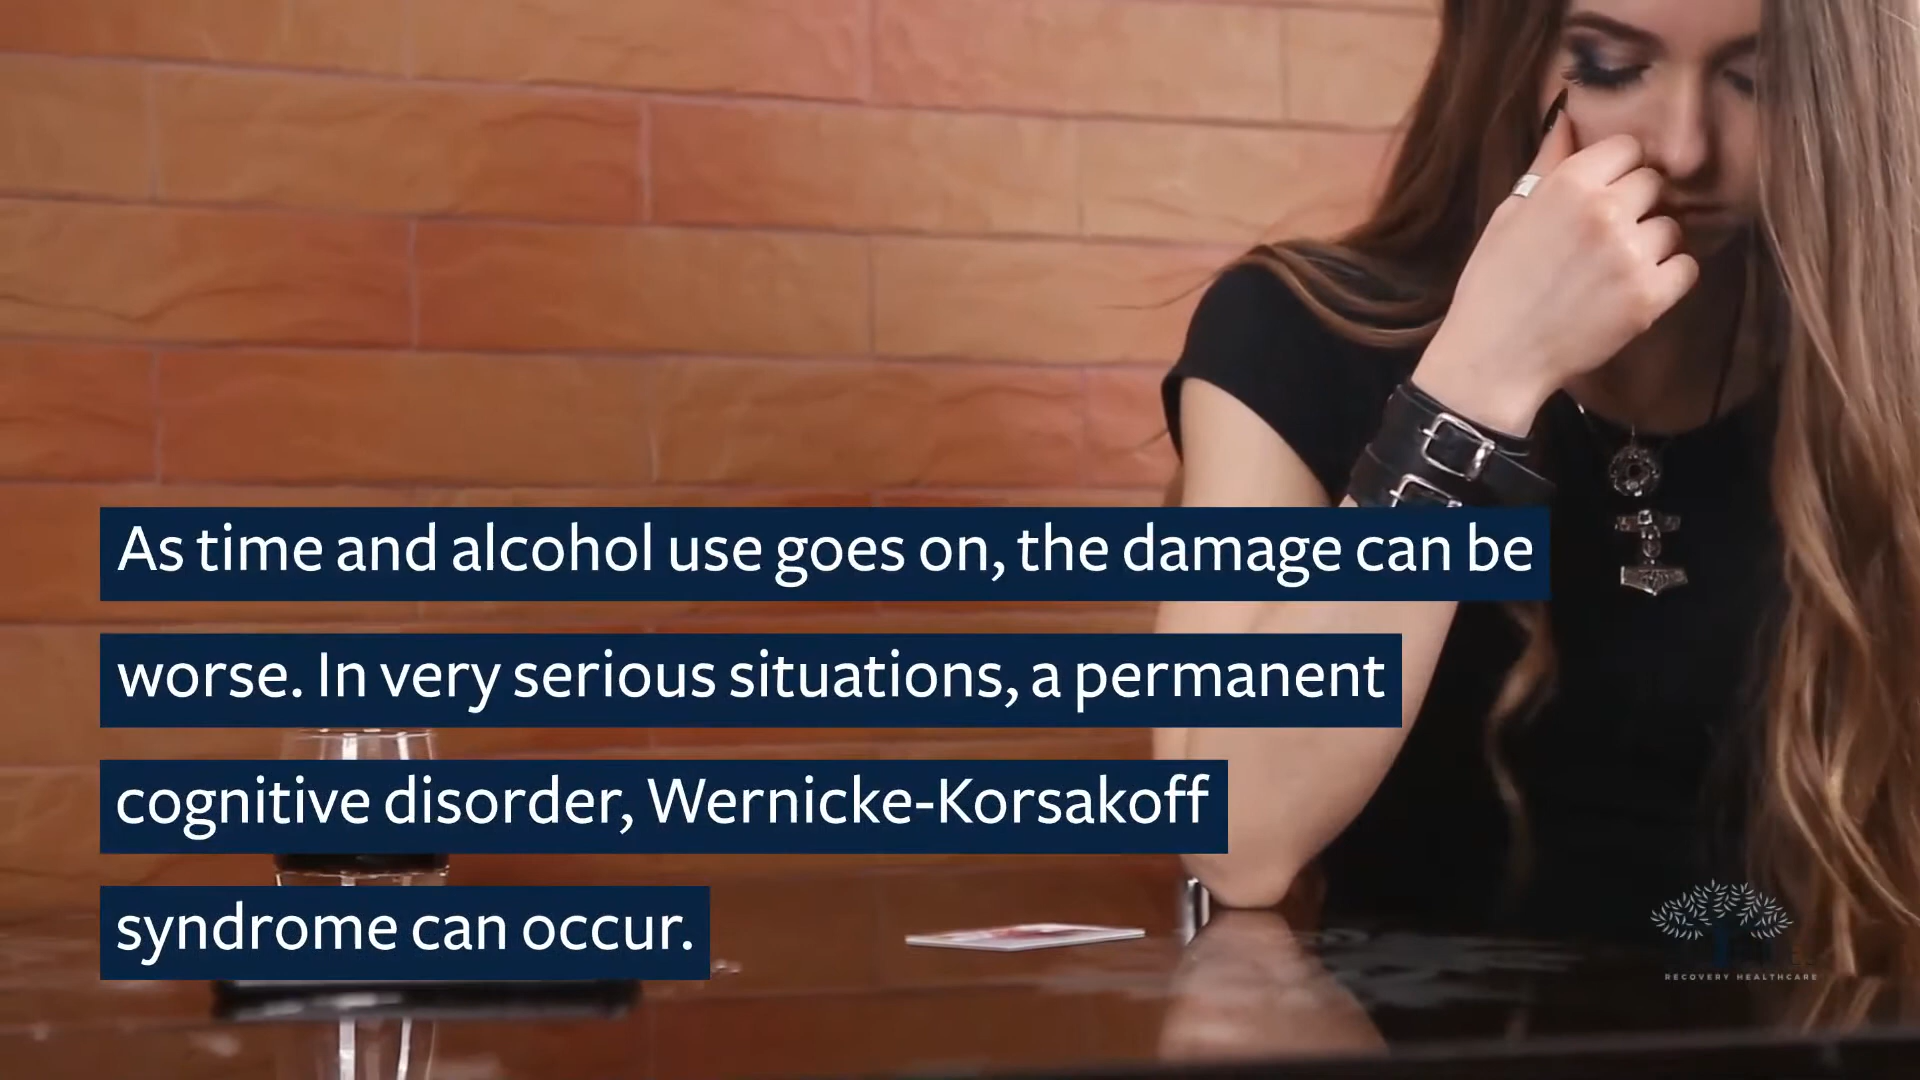 As time and alcohol use goes on, the damage can be
worse. In very serious situations, a permanent
cognitive disorder, Wernicke-Korsakoff
syndrome can occur.
RECOVERY HEALTHCARE